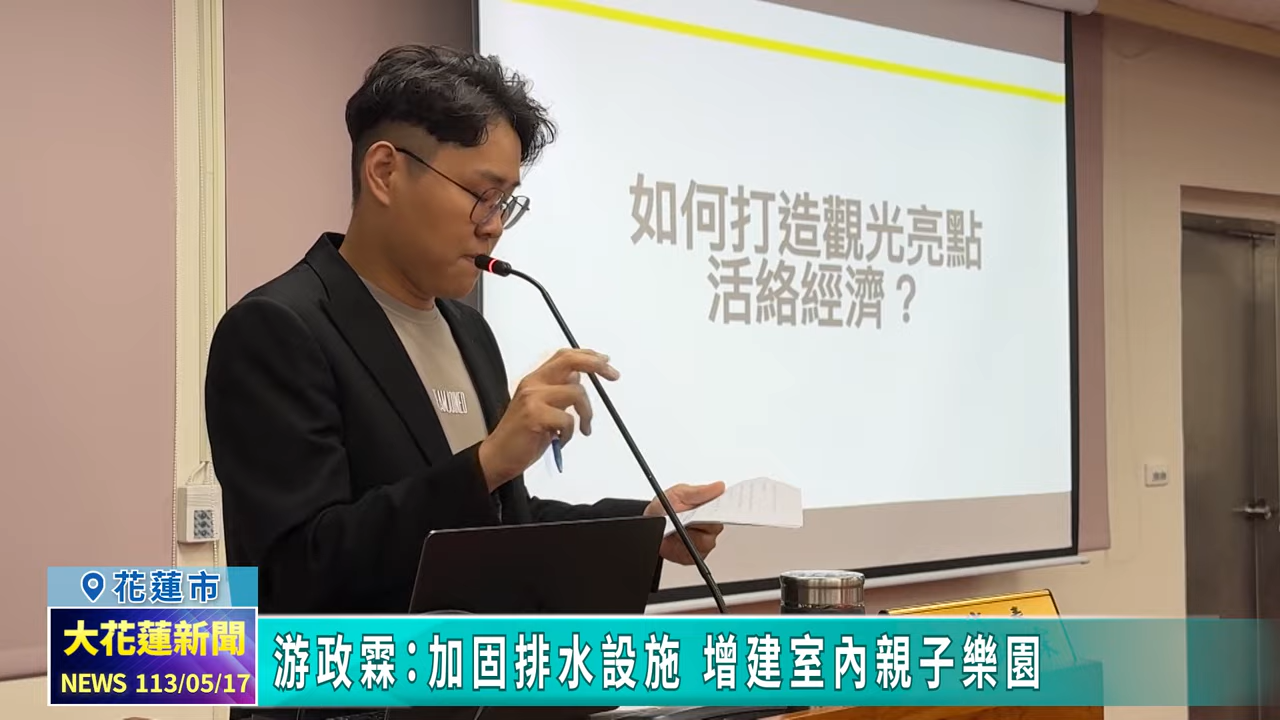 如何打造觀光亮點
活絡經濟？
I AM JOINED
花蓮市
大花蓮新聞
NEWS 113/05/17
游政霖:加固排水設施 增建室內親子樂園